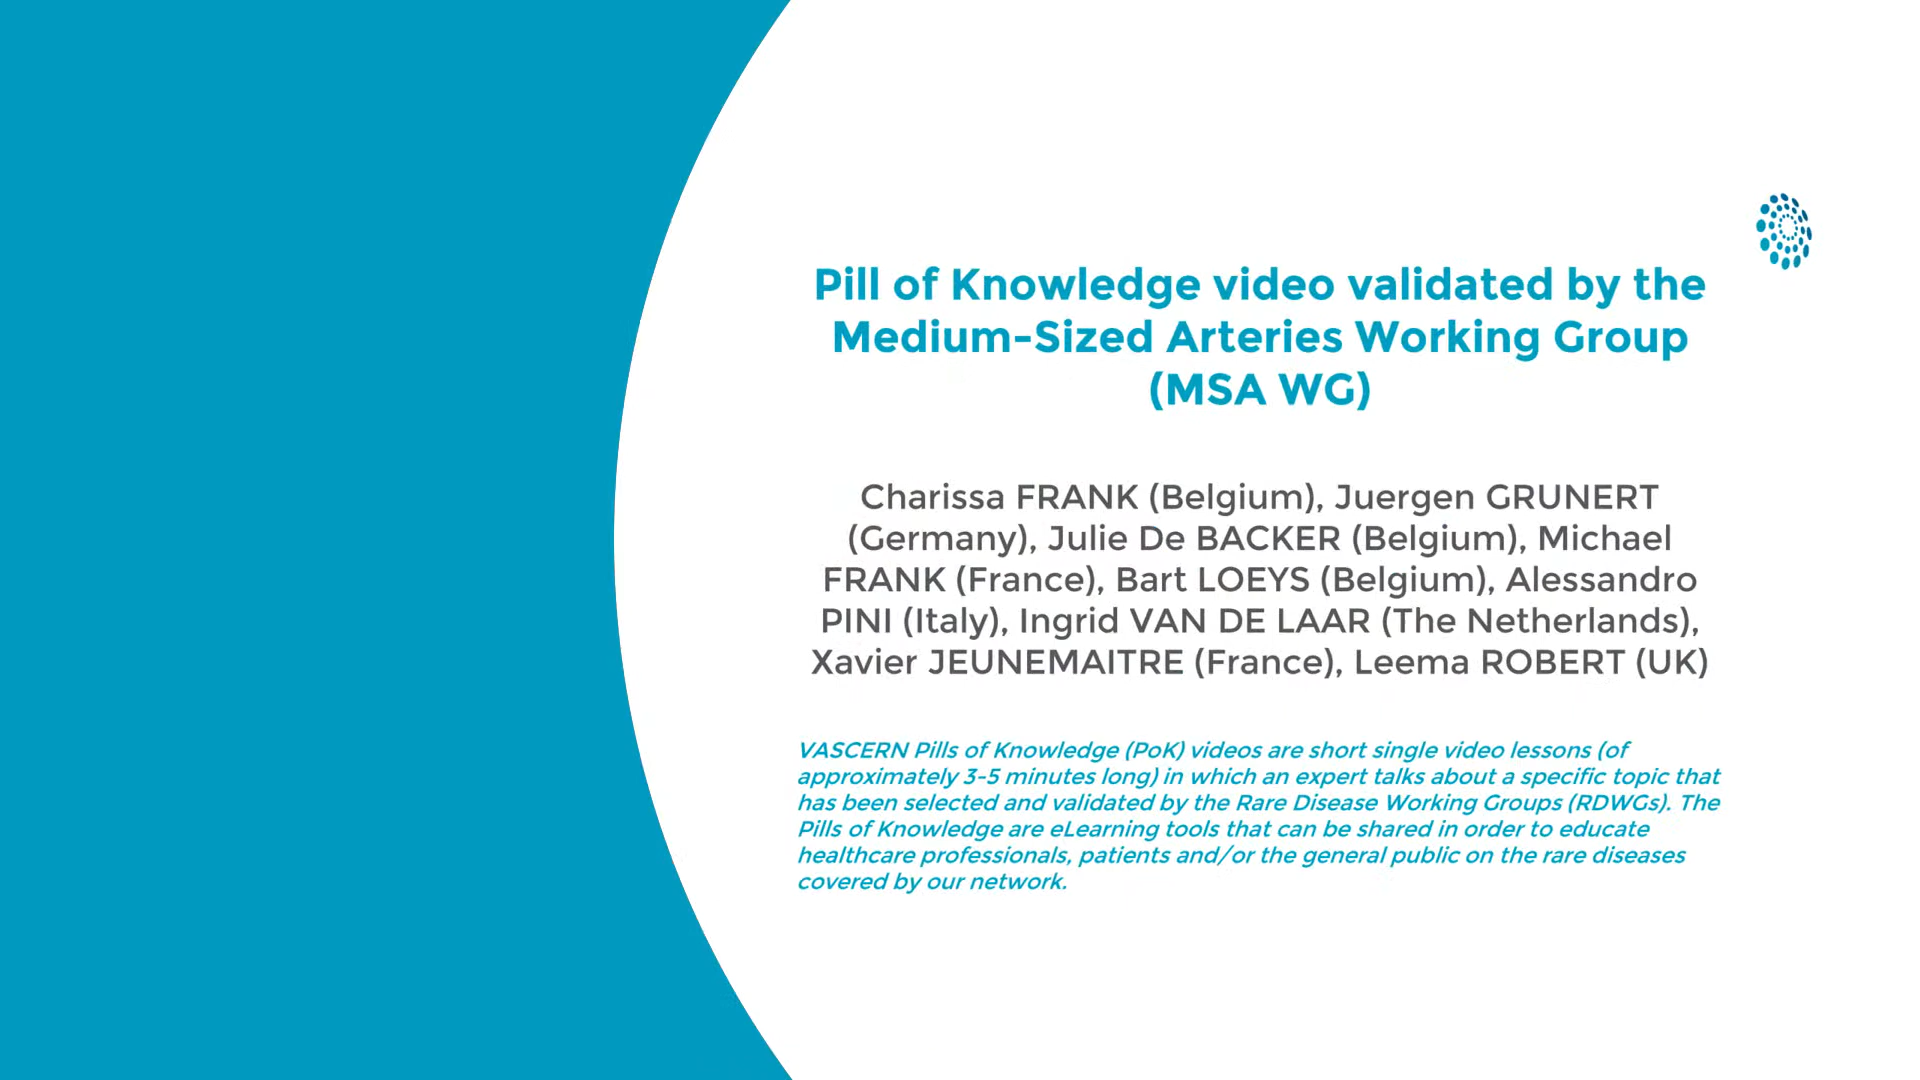 Pill of Knowledge video validated by the
Medium-Sized Arteries Working Group
(MSA WG)
Charissa FRANK (Belgium), Juergen GRUNERT
(Germany), Julie De BACKER (Belgium), Michael
FRANK (France), Bart LOEYS (Belgium), Alessandro
PINI (Italy), Ingrid VAN DE LAAR (The Netherlands),
Xavier JEUNEMAITRE (France), Leema ROBERT (UK)
VASCERN Pills of Knowledge (PoK) videos are short single video lessons (of
approximately 3-5 minutes long) in which an expert talks about a specific topic that
has been selected and validated by the Rare Disease Working Groups (RDWGs). The
Pills of Knowledge are eLearning tools that can be shared in order to educate
healthcare professionals, patients and/or the general public on the rare diseases
covered by our network.